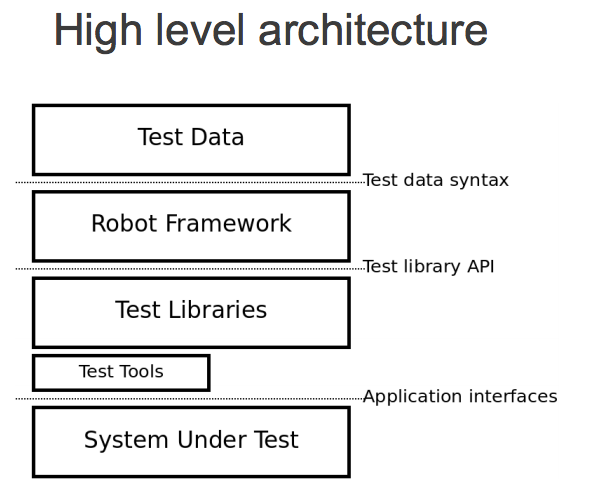 High level architecture
Test Data
Test data syntax
Robot Framework
Test library API
Test Libraries
Test Tools
Application interfaces
System Under Test